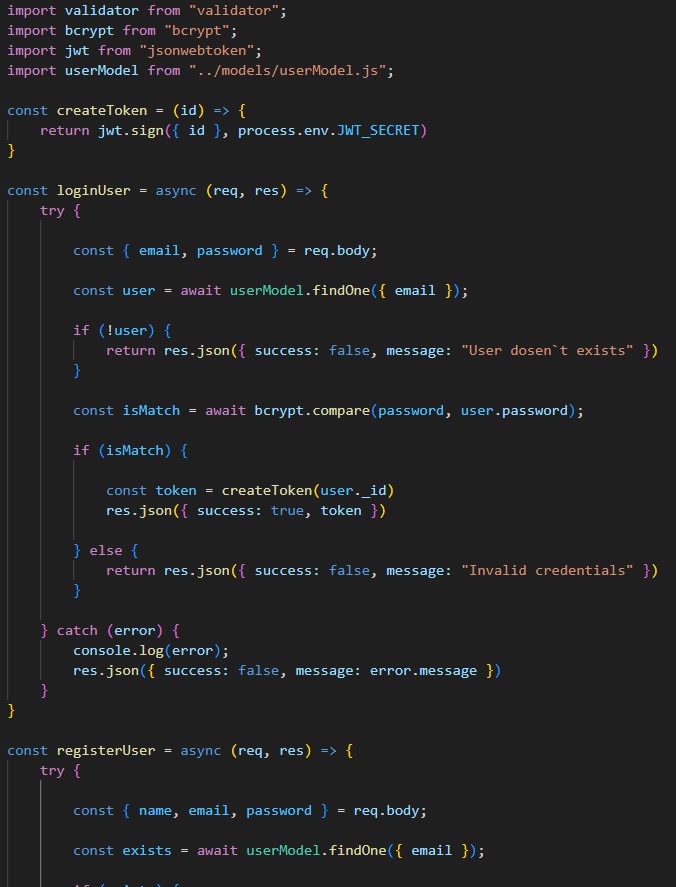 import validator from "validator";
import bcrypt from "bcrypt";
import jwt from "jsonwebtoken";
import userModel from "../models/userModel.js";

const createToken = (id) => {
    return jwt.sign({ id }, process.env.JWT_SECRET)
}

const loginUser = async (req, res) => {
    try {

        const { email, password } = req.body;

        const user = await userModel.findOne({ email });

        if (!user) {
            return res.json({ success: false, message: "User dosen`t exists" })
        }

        const isMatch = await bcrypt.compare(password, user.password);

        if (isMatch) {

            const token = createToken(user._id)
            res.json({ success: true, token })

        } else {
            return res.json({ success: false, message: "Invalid credentials" })
        }

    } catch (error) {
        console.log(error);
        res.json({ success: false, message: error.message })
    }
}

const registerUser = async (req, res) => {
    try {

        const { name, email, password } = req.body;

        const exists = await userModel.findOne({ email });